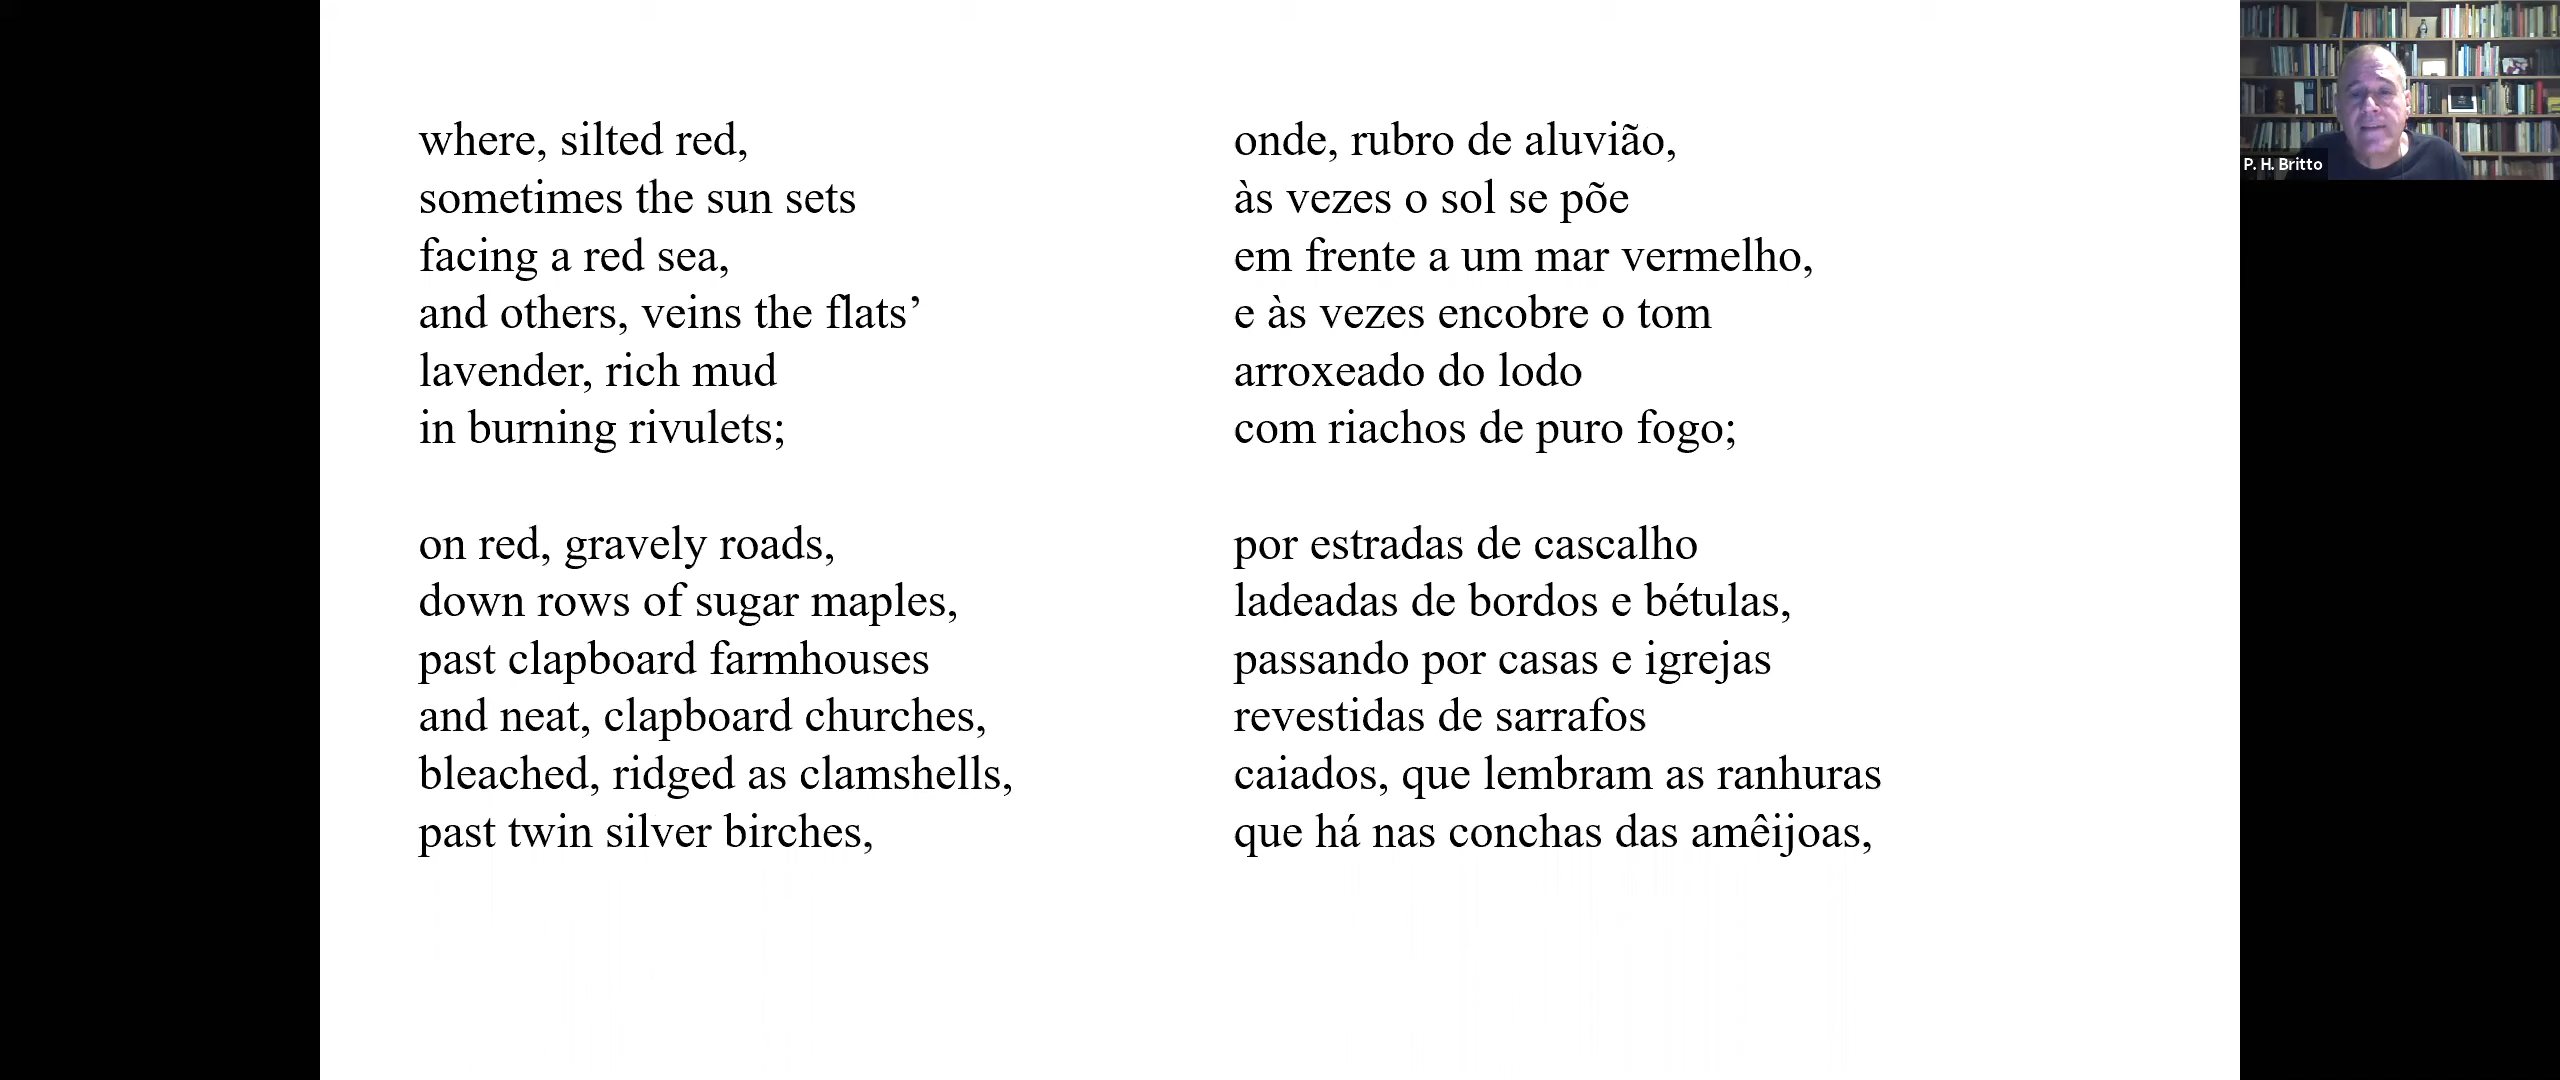 where, silted red,
sometimes the sun sets
facing a red sea,
and others, veins the flats’
lavender, rich mud
in burning rivulets;
on red, gravely roads,
down rows of sugar maples,
past clapboard farmhouses
and neat, clapboard churches,
bleached, ridged as clamshells,
past twin silver birches,
onde, rubro de aluvião,
às vezes o sol se põe
em frente a um mar vermelho,
e às vezes encobre o tom
arroxeado do lodo
com riachos de puro fogo;
por estradas de cascalho
ladeadas de bordos e bétulas,
passando por casas e igrejas
revestidas de sarrafos
caiados, que lembram as ranhuras
que há nas conchas das amêijoas,
P. H. Britto